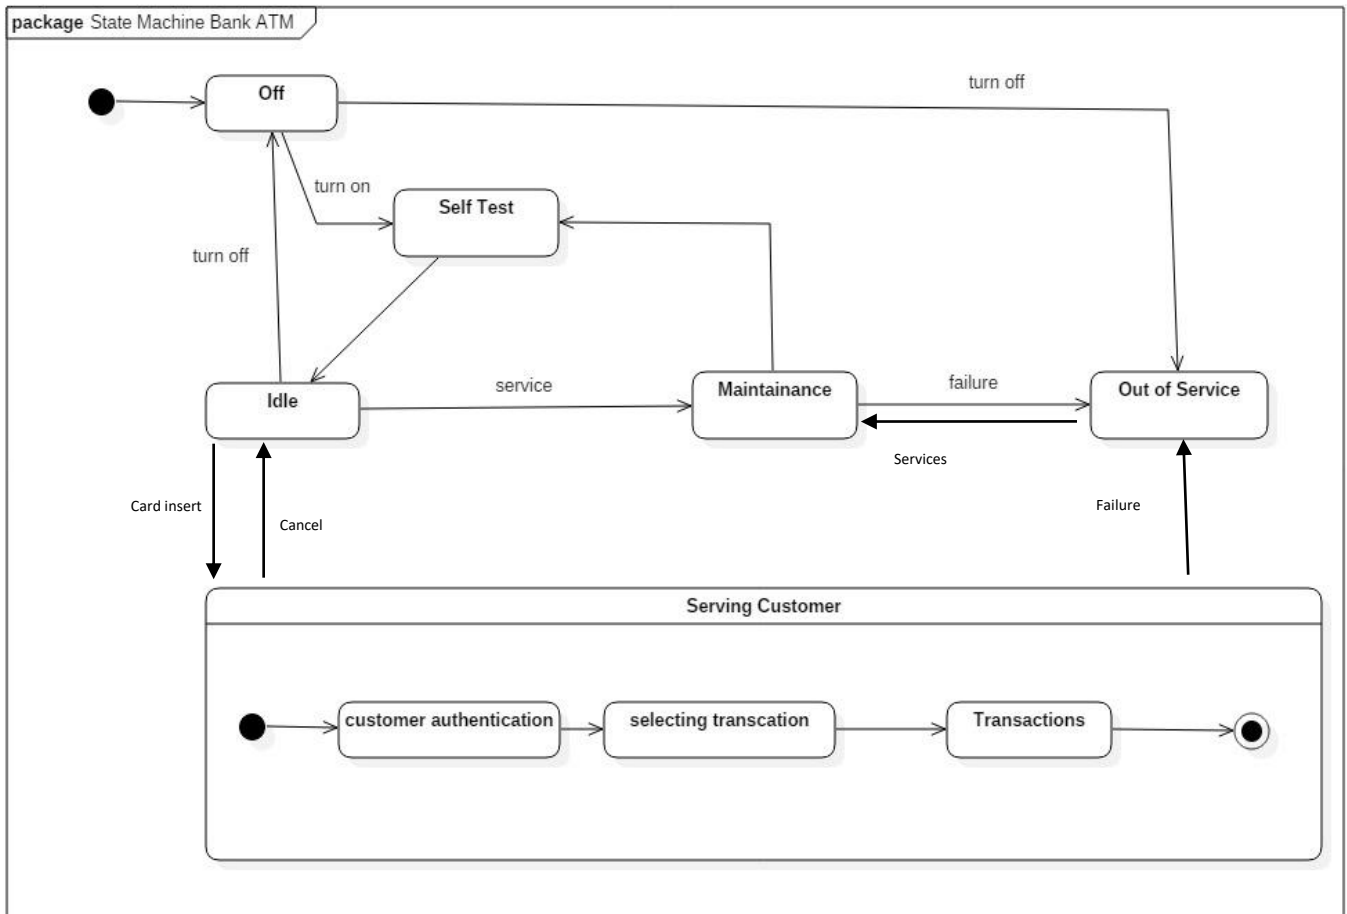 package State Machine Bank ATM
Off
turn off
turn on
Self Test
turn off
Idle
service
Maintainance
failure
Out of Service
Services
Card insert
Cancel
Failure
Serving Customer
customer authentication
selecting transcation
Transactions